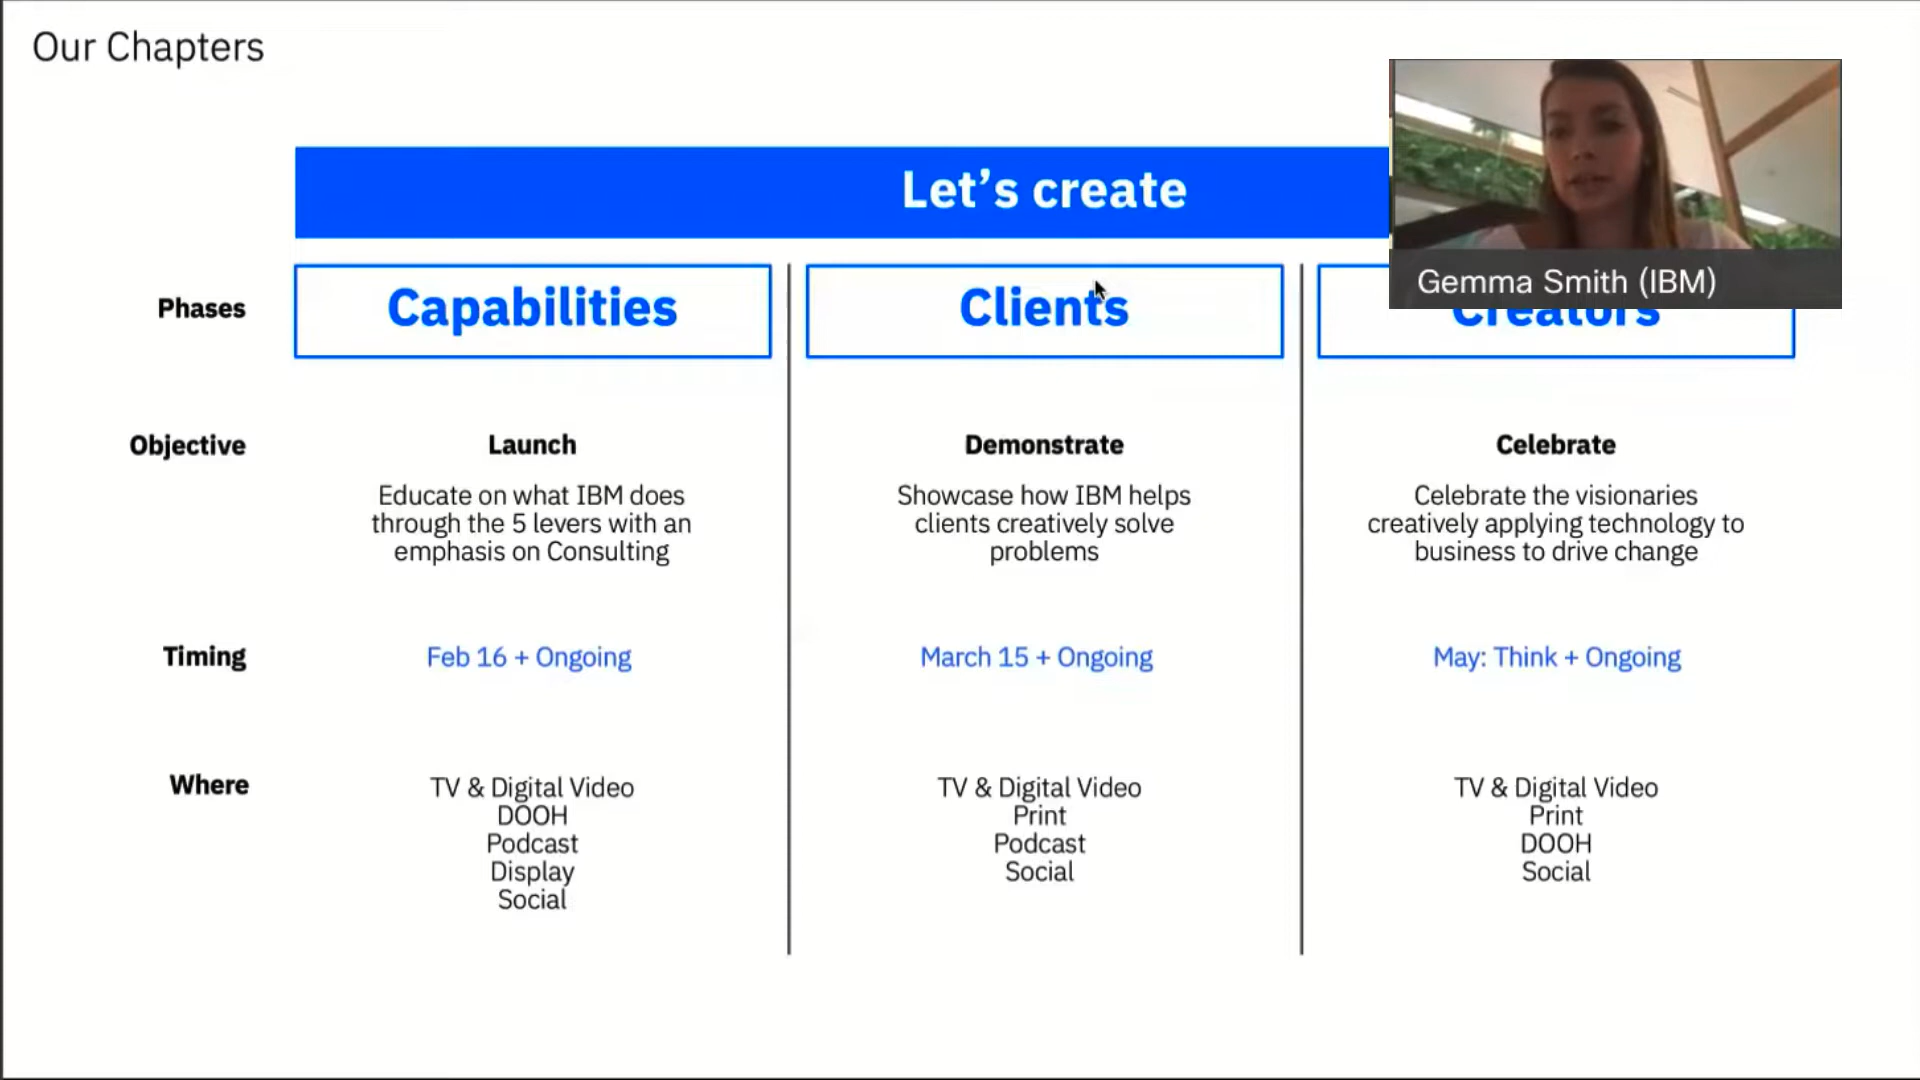 Our Chapters
Let’s create
Gemma Smith (IBM)
Phases
Capabilities
Clients
Creators
Objective
Launch
Educate on what IBM does
through the 5 levers with an
emphasis on Consulting
Demonstrate
Showcase how IBM helps
clients creatively solve
problems
Celebrate
Celebrate the visionaries
creatively applying technology to
business to drive change
Timing
Feb 16 + Ongoing
March 15 + Ongoing
May: Think + Ongoing
Where
TV & Digital Video
DOOH
Podcast
Display
Social
TV & Digital Video
Print
Podcast
Social
TV & Digital Video
Print
DOOH
Social